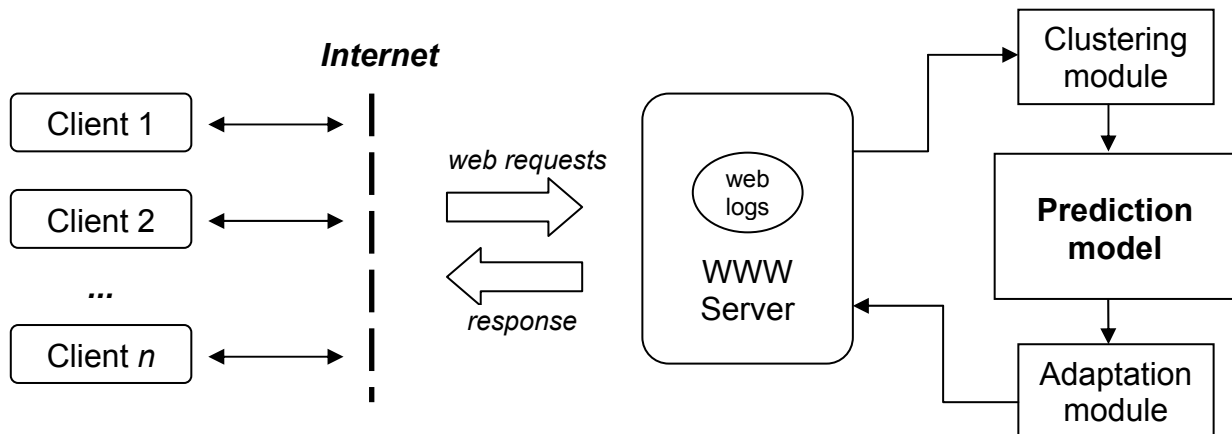 Internet
Client 1
Client 2
...
Client n
web requests
response
web
logs
WWW
Server
Clustering
module
Prediction
model
Adaptation
module